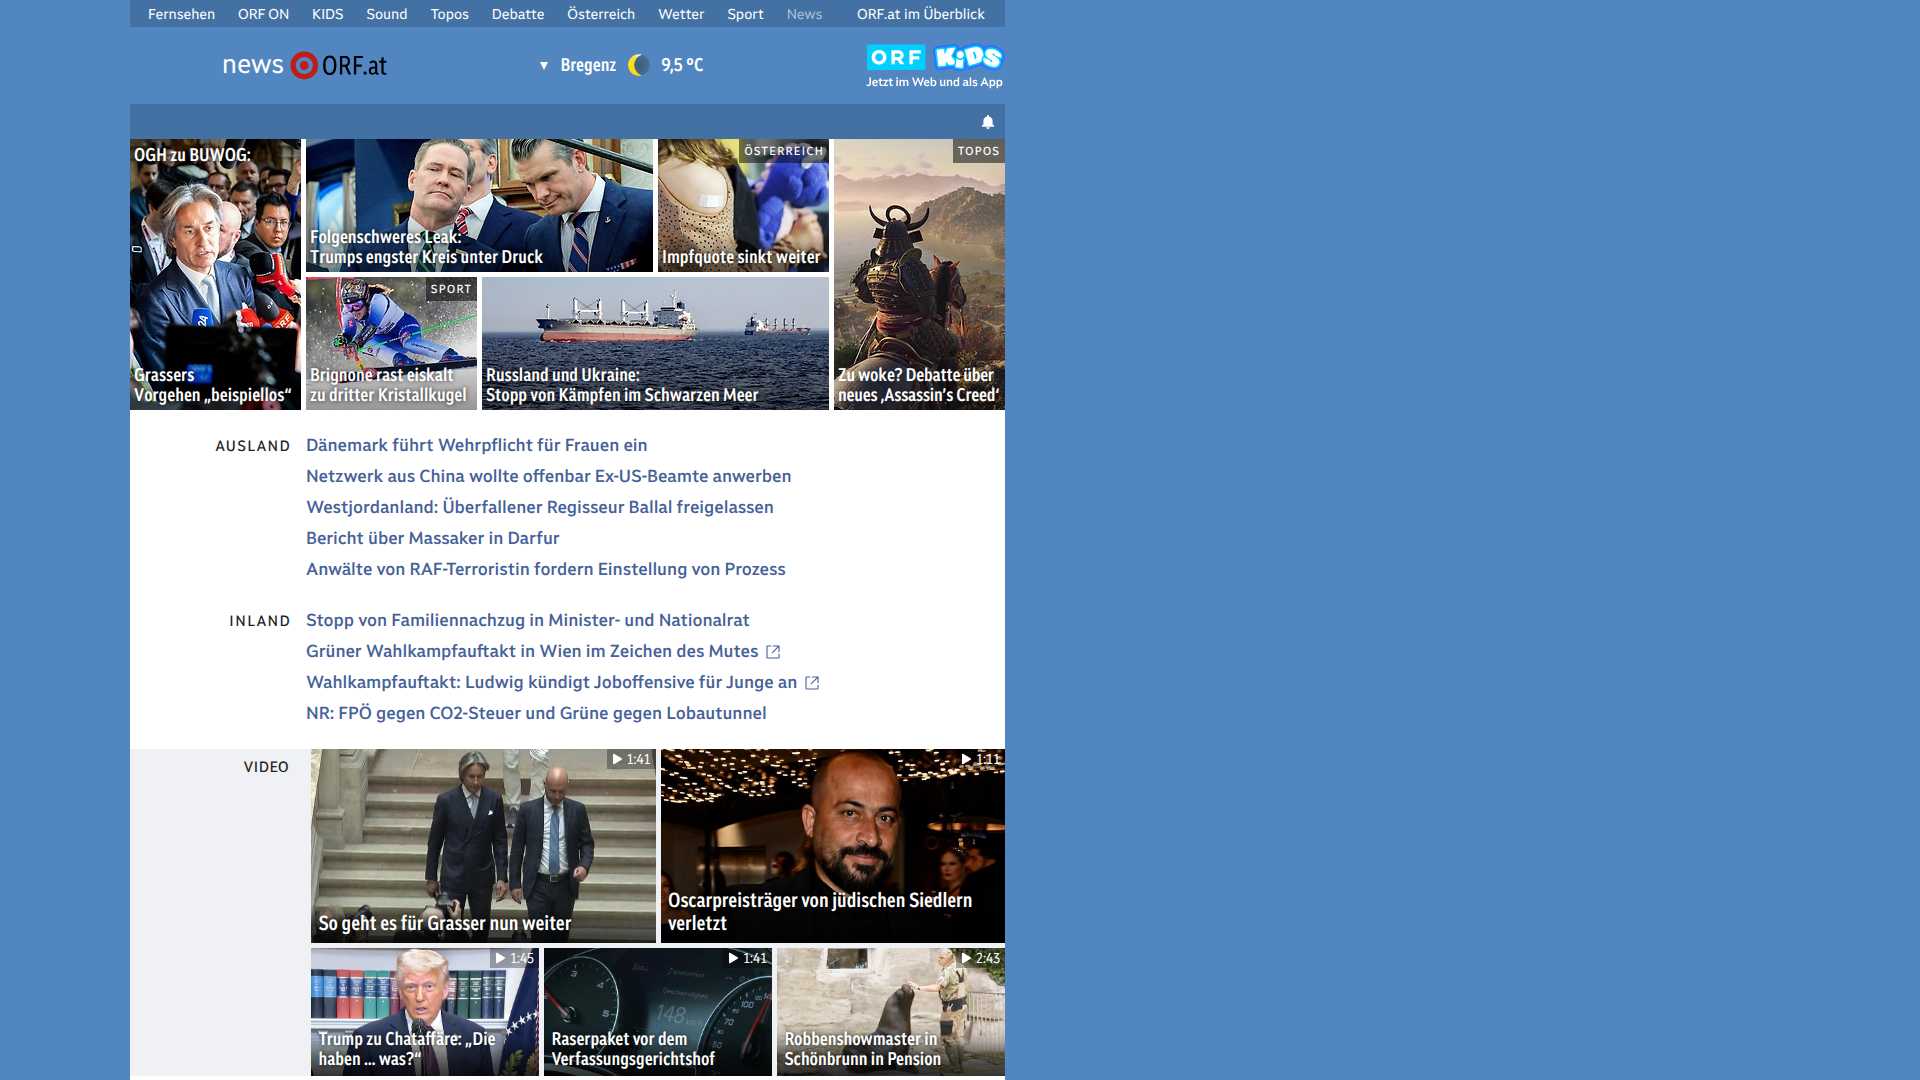 Fernsehen ORF ON KIDS Sound Topos Debatte Österreich Wetter Sport News ORF.at im Überblick
news ORF.at
▼ Bregenz 9,5 °C
ORF KiDS
Jetzt im Web und als App
OGH zu BUWOG:
Grassers
Vorgehen „beispiellos“
Folgenschweres Leak:
Trumps engster Kreis unter Druck
ÖSTERREICH
Impfquote sinkt weiter
TOPOS
Zu woke? Debatte über
neues ‚Assassin’s Creed‘
SPORT
Brignone rast eiskalt
zu dritter Kristallkugel
Russland und Ukraine:
Stopp von Kämpfen im Schwarzen Meer
AUSLAND
Dänemark führt Wehrpflicht für Frauen ein
Netzwerk aus China wollte offenbar Ex-US-Beamte anwerben
Westjordanland: Überfallener Regisseur Ballal freigelassen
Bericht über Massaker in Darfur
Anwälte von RAF-Terroristin fordern Einstellung von Prozess
INLAND
Stopp von Familiennachzug in Minister- und Nationalrat
Grüner Wahlkampfauftakt in Wien im Zeichen des Mutes
Wahlkampfauftakt: Ludwig kündigt Joboffensive für Junge an
NR: FPÖ gegen CO2-Steuer und Grüne gegen Lobautunnel
VIDEO
1:41
So geht es für Grasser nun weiter
1:11
Oscarpreisträger von jüdischen Siedlern
verletzt
1:45
Trump zu Chataffäre: „Die
haben ... was?“
1:41
148 km/h
Raserpaket vor dem
Verfassungsgerichtshof
2:43
Robbenshowmaster in
Schönbrunn in Pension